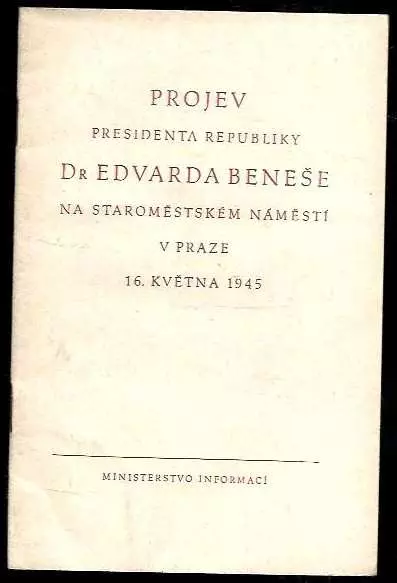 PROJEV
PRESIDENTA REPUBLIKY
DR EDVARDA BENEŠE
NA STAROMĚSTSKÉM NÁMĚSTÍ
V PRAZE
16. KVĚTNA 1945
MINISTERSTVO INFORMACÍ